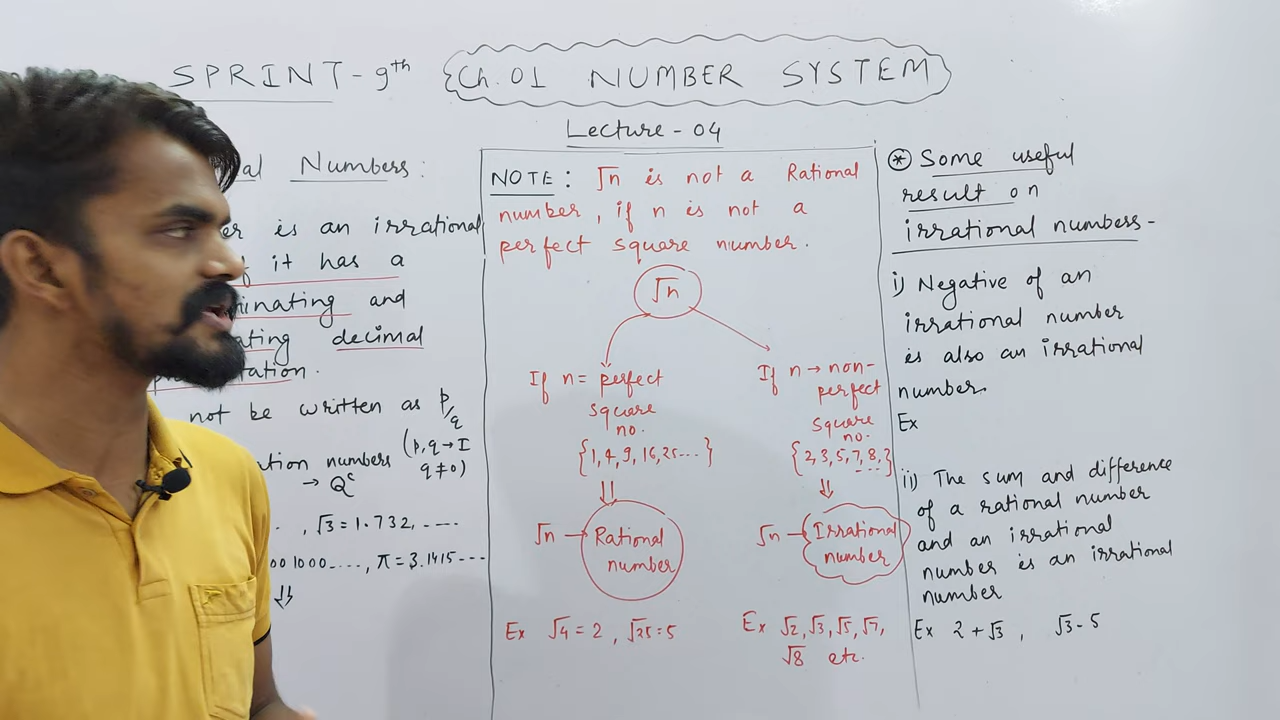 SPRINT - 9th
Ch. 01 NUMBER SYSTEM
Lecture - 04
Numbers :
is an irrational
it has a
and
decimal
not be written as p/q
numbers (p, q → I
q ≠ 0)
→ Qᶜ
, √3 = 1.732, .....
1000...., π = 3.1415....
⇓
NOTE : √n is not a Rational
number, if n is not a
perfect square number.
√n
If n = perfect
square
no.
{1, 4, 9, 16, 25....}
⇓
√n → Rational
number
Ex √4 = 2 , √25 = 5
If n → non-
perfect
square
no.
{2, 3, 5, 7, 8, }
....
⇓
√n → Irrational
number
Ex √2, √3, √5, √7,
√8 etc.
* Some useful
result on
irrational numbers -
i) Negative of an
irrational number
is also an irrational
number.
Ex
ii) The sum and difference
of a rational number
and an irrational
number is an irrational
number
Ex 2 + √3 , √3 - 5